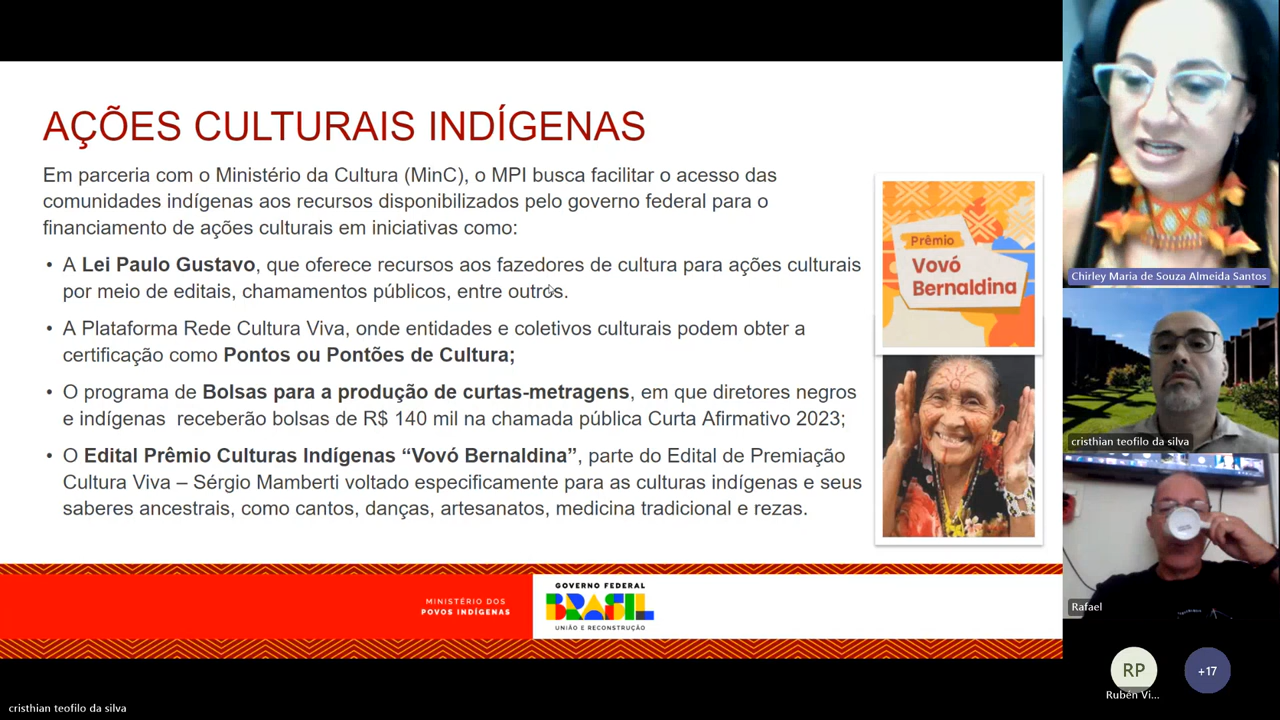 AÇÕES CULTURAIS INDÍGENAS
Em parceria com o Ministério da Cultura (MinC), o MPI busca facilitar o acesso das
comunidades indígenas aos recursos disponibilizados pelo governo federal para o
financiamento de ações culturais em iniciativas como:
• A Lei Paulo Gustavo, que oferece recursos aos fazedores de cultura para ações culturais
por meio de editais, chamamentos públicos, entre outros.
• A Plataforma Rede Cultura Viva, onde entidades e coletivos culturais podem obter a
certificação como Pontos ou Pontões de Cultura;
• O programa de Bolsas para a produção de curtas-metragens, em que diretores negros
e indígenas receberão bolsas de R$ 140 mil na chamada pública Curta Afirmativo 2023;
• O Edital Prêmio Culturas Indígenas “Vovó Bernaldina”, parte do Edital de Premiação
Cultura Viva – Sérgio Mamberti voltado especificamente para as culturas indígenas e seus
saberes ancestrais, como cantos, danças, artesanatos, medicina tradicional e rezas.
Prêmio
Vovó
Bernaldina
MINISTÉRIO DOS
POVOS INDÍGENAS
GOVERNO FEDERAL
BRASIL
UNIÃO E RECONSTRUÇÃO
Chirley Maria de Souza Almeida Santos
cristhian teofilo da silva
Rafael
RP
Rubén Vi...
+17
cristhian teofilo da silva